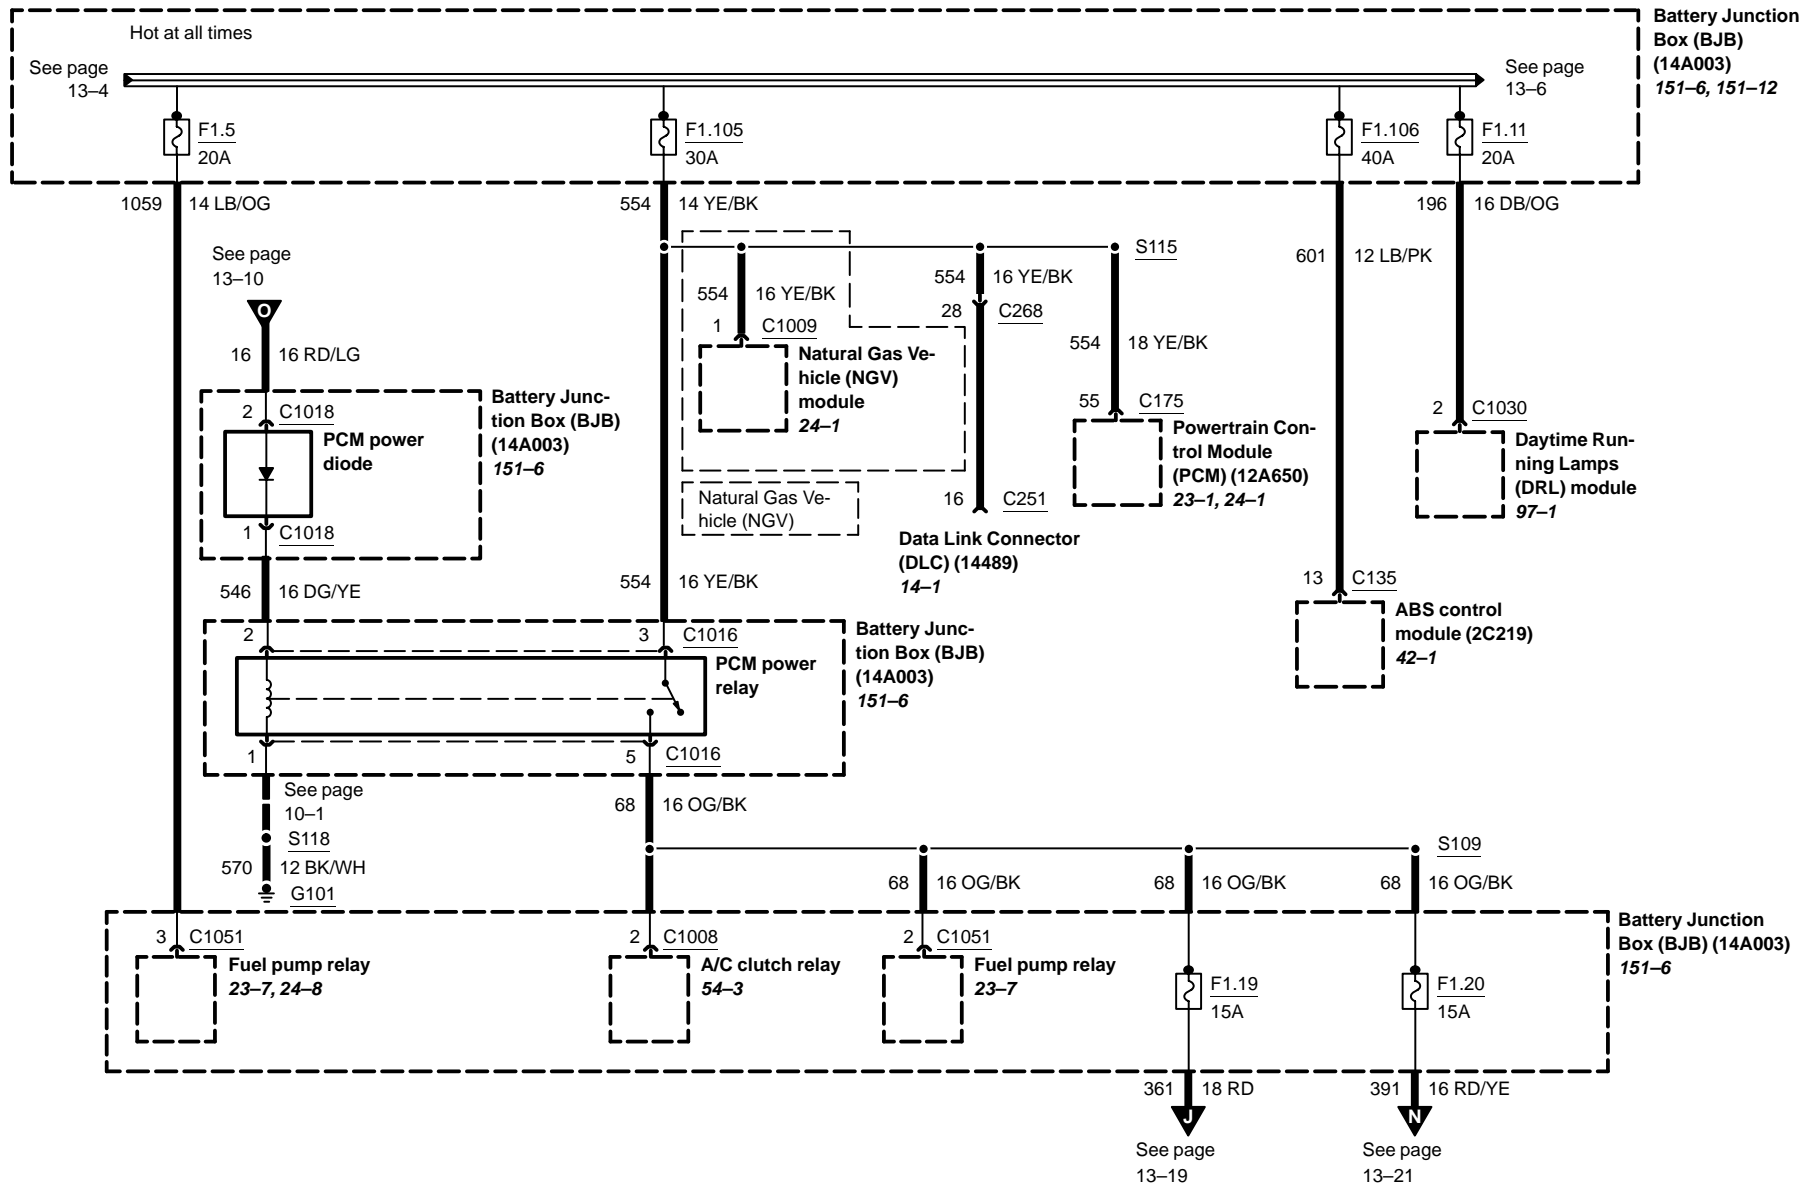 Hot at all times
Battery Junction
Box (BJB)
(14A003)
151–6, 151–12
See page
13–4
See page
13–6
F1.5
20A
F1.105
30A
F1.106
40A
F1.11
20A
1059 14 LB/OG
554 14 YE/BK
196 16 DB/OG
See page
13–10
O
S115
601 12 LB/PK
554 16 YE/BK
554 16 YE/BK
28 C268
1 C1009
Natural Gas Ve-
hicle (NGV)
module
24–1
554 18 YE/BK
16 16 RD/LG
Battery Junc-
tion Box (BJB)
(14A003)
151–6
2 C1018
PCM power
diode
1 C1018
55 C175
Powertrain Con-
trol Module
(PCM) (12A650)
23–1, 24–1
2 C1030
Daytime Run-
ning Lamps
(DRL) module
97–1
Natural Gas Ve-
hicle (NGV)
16 C251
Data Link Connector
(DLC) (14489)
14–1
546 16 DG/YE
554 16 YE/BK
13 C135
ABS control
module (2C219)
42–1
2
3 C1016
Battery Junc-
tion Box (BJB)
(14A003)
151–6
PCM power
relay
1
5 C1016
See page
10–1
S118
570 12 BK/WH
G101
68 16 OG/BK
S109
68 16 OG/BK
68 16 OG/BK
68 16 OG/BK
Battery Junction
Box (BJB) (14A003)
151–6
3 C1051
Fuel pump relay
23–7, 24–8
2 C1008
A/C clutch relay
54–3
2 C1051
Fuel pump relay
23–7
F1.19
15A
F1.20
15A
361 18 RD
391 16 RD/YE
J
N
See page
13–19
See page
13–21